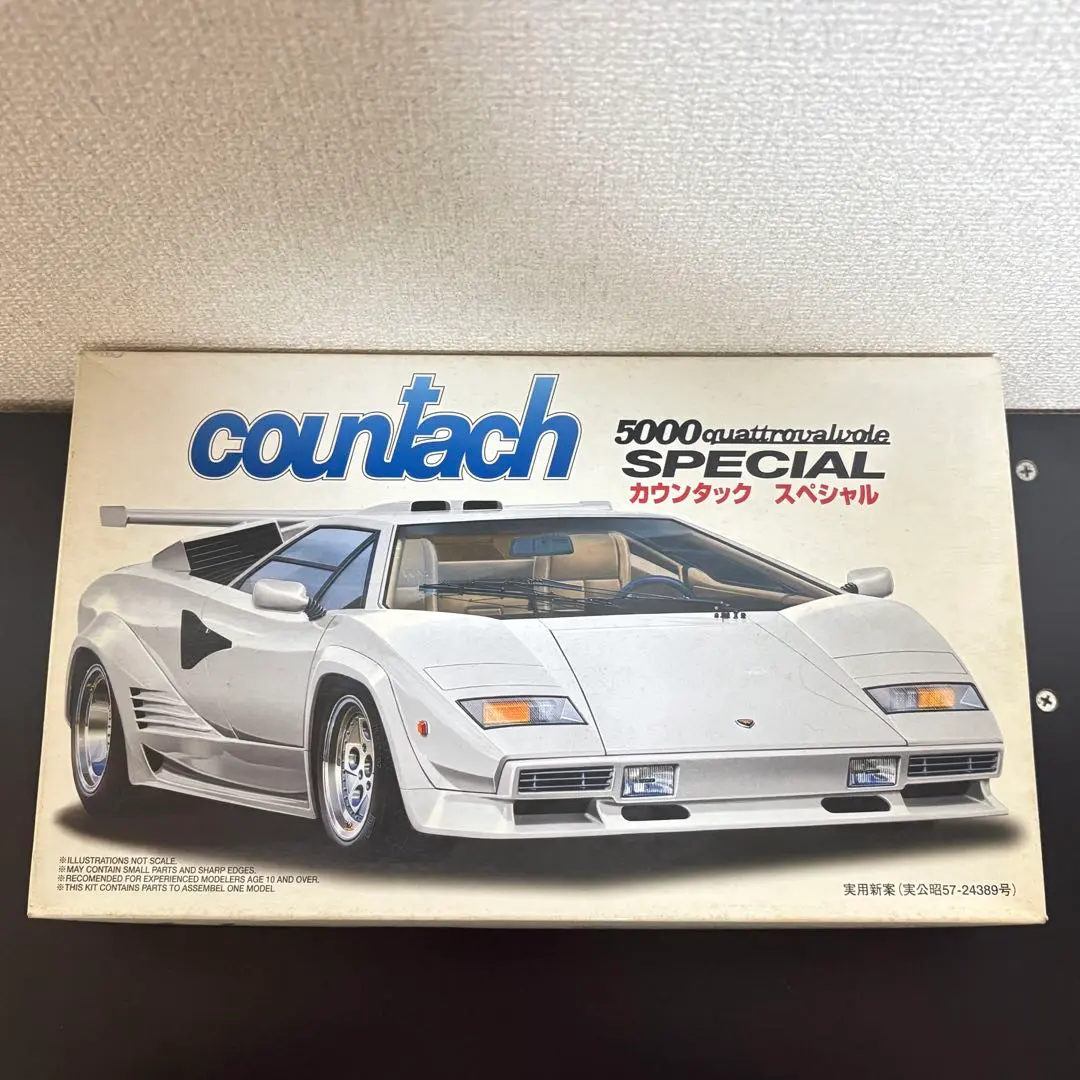 countach
5000 quattrovalvole
SPECIAL
カウンタック スペシャル
※ILLUSTRATIONS NOT SCALE.
※MAY CONTAIN SMALL PARTS AND SHARP EDGES.
※RECOMENDED FOR EXPERIENCED MODELERS AGE 10 AND OVER.
※THIS KIT CONTAINS PARTS TO ASSEMBEL ONE MODEL
実用新案(実公昭57-24389号)